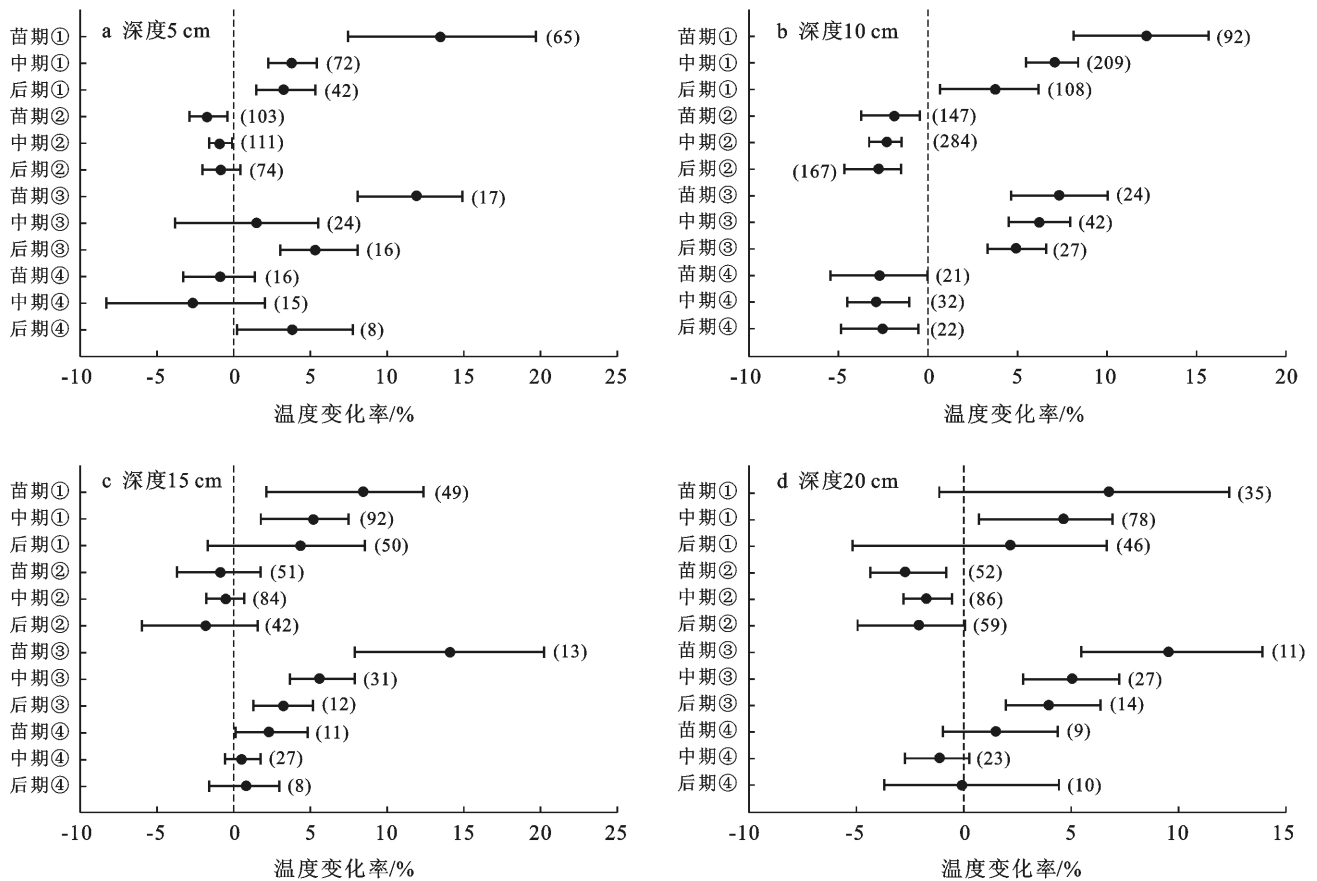 a 深度5 cm
苗期① (65)
中期① (72)
后期① (42)
苗期② (103)
中期② (111)
后期② (74)
苗期③ (17)
中期③ (24)
后期③ (16)
苗期④ (16)
中期④ (15)
后期④ (8)
-10 -5 0 5 10 15 20 25
温度变化率/%
b 深度10 cm
苗期① (92)
中期① (209)
后期① (108)
苗期② (147)
中期② (284)
后期② (167)
苗期③ (24)
中期③ (42)
后期③ (27)
苗期④ (21)
中期④ (32)
后期④ (22)
-10 -5 0 5 10 15 20
温度变化率/%
c 深度15 cm
苗期① (49)
中期① (92)
后期① (50)
苗期② (51)
中期② (84)
后期② (42)
苗期③ (13)
中期③ (31)
后期③ (12)
苗期④ (11)
中期④ (27)
后期④ (8)
-10 -5 0 5 10 15 20 25
温度变化率/%
d 深度20 cm
苗期① (35)
中期① (78)
后期① (46)
苗期② (52)
中期② (86)
后期② (59)
苗期③ (11)
中期③ (27)
后期③ (14)
苗期④ (9)
中期④ (23)
后期④ (10)
-10 -5 0 5 10 15
温度变化率/%